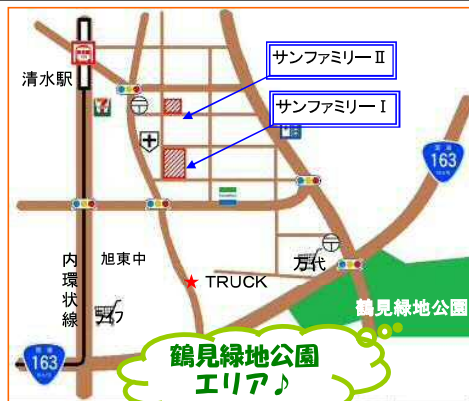 サンファミリーⅡ
清水駅
サンファミリーⅠ
163
内環状線
旭東中
万代
★ TRUCK
鶴見緑地公園
163
鶴見緑地公園
エリア♪